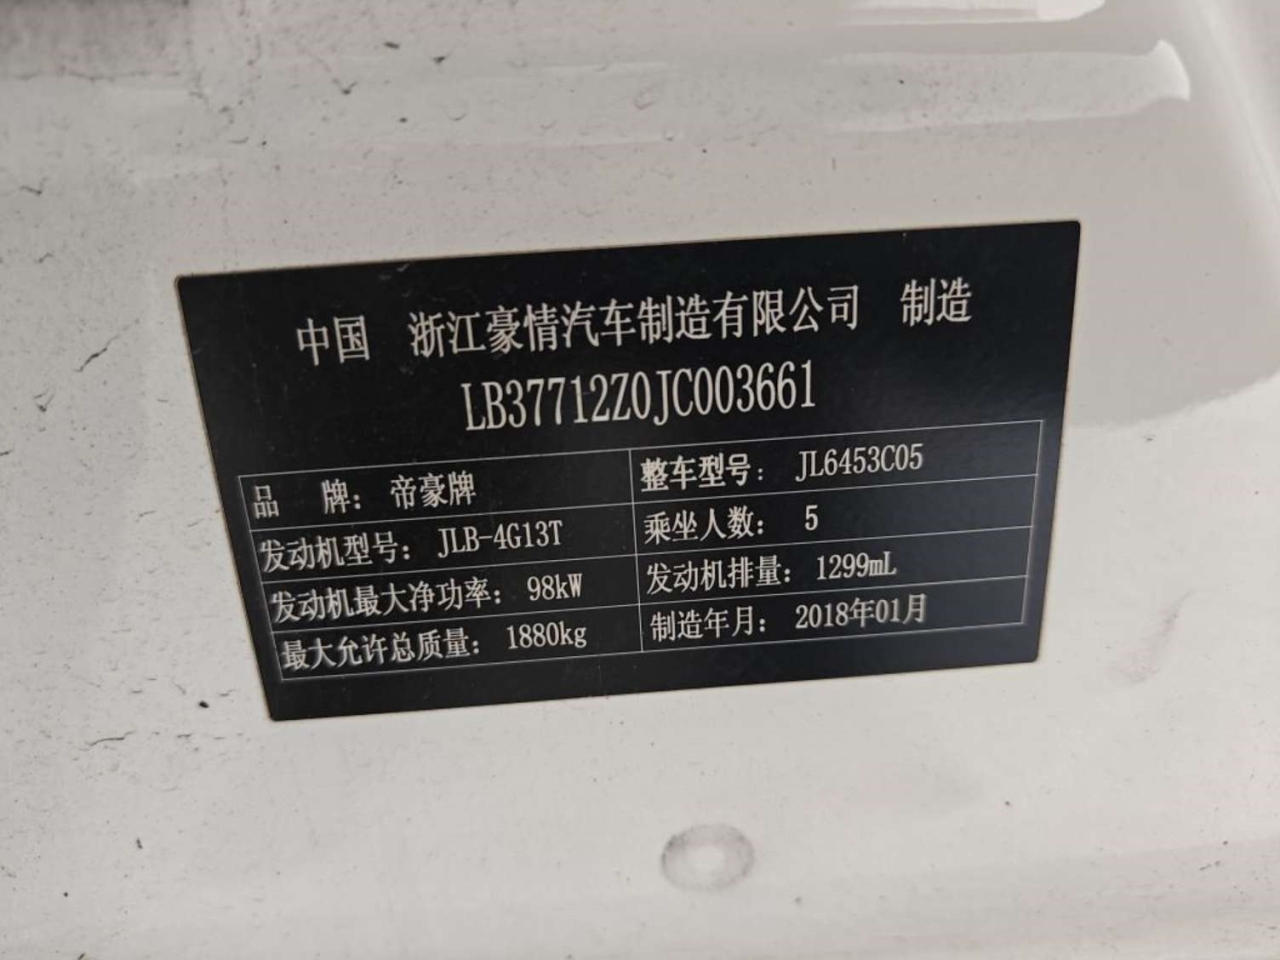 中国 浙江豪情汽车制造有限公司 制造
LB37712Z0JC003661
品 牌: 帝豪牌 整车型号: JL6453C05
发动机型号: JLB-4G13T 乘坐人数: 5
发动机最大净功率: 98kW 发动机排量: 1299mL
最大允许总质量: 1880kg 制造年月: 2018年01月